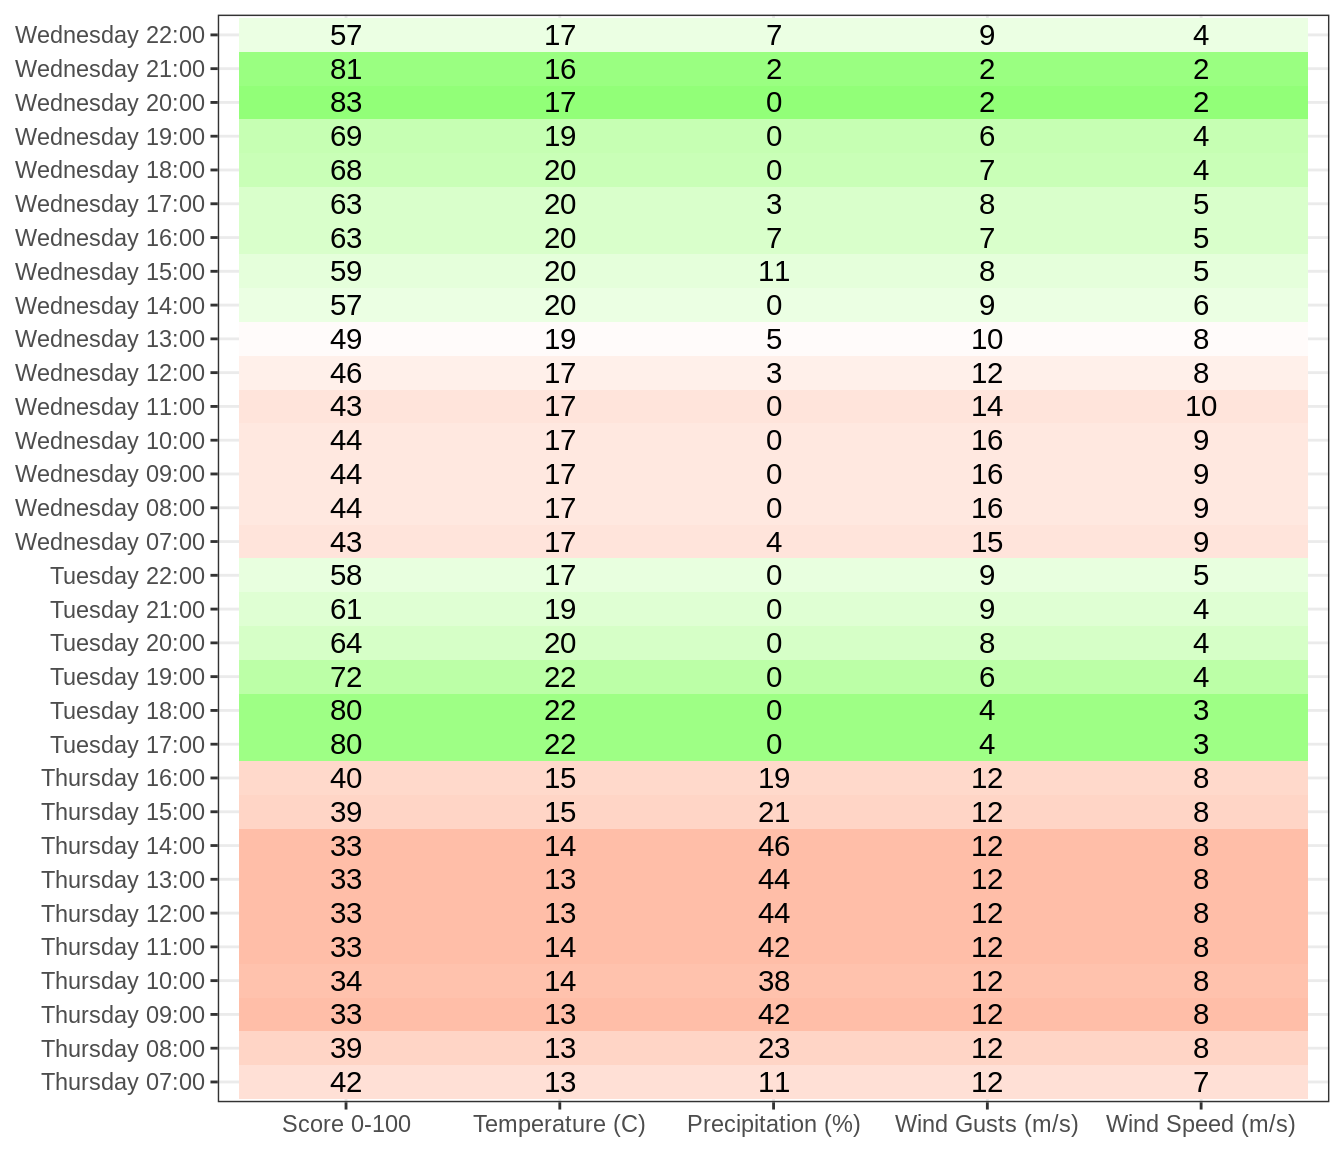 Wednesday 22:00 57 17 7 9 4
Wednesday 21:00 81 16 2 2 2
Wednesday 20:00 83 17 0 2 2
Wednesday 19:00 69 19 0 6 4
Wednesday 18:00 68 20 0 7 4
Wednesday 17:00 63 20 3 8 5
Wednesday 16:00 63 20 7 7 5
Wednesday 15:00 59 20 11 8 5
Wednesday 14:00 57 20 0 9 6
Wednesday 13:00 49 19 5 10 8
Wednesday 12:00 46 17 3 12 8
Wednesday 11:00 43 17 0 14 10
Wednesday 10:00 44 17 0 16 9
Wednesday 09:00 44 17 0 16 9
Wednesday 08:00 44 17 0 16 9
Wednesday 07:00 43 17 4 15 9
Tuesday 22:00 58 17 0 9 5
Tuesday 21:00 61 19 0 9 4
Tuesday 20:00 64 20 0 8 4
Tuesday 19:00 72 22 0 6 4
Tuesday 18:00 80 22 0 4 3
Tuesday 17:00 80 22 0 4 3
Thursday 16:00 40 15 19 12 8
Thursday 15:00 39 15 21 12 8
Thursday 14:00 33 14 46 12 8
Thursday 13:00 33 13 44 12 8
Thursday 12:00 33 13 44 12 8
Thursday 11:00 33 14 42 12 8
Thursday 10:00 34 14 38 12 8
Thursday 09:00 33 13 42 12 8
Thursday 08:00 39 13 23 12 8
Thursday 07:00 42 13 11 12 7
Score 0-100 Temperature (C) Precipitation (%) Wind Gusts (m/s) Wind Speed (m/s)